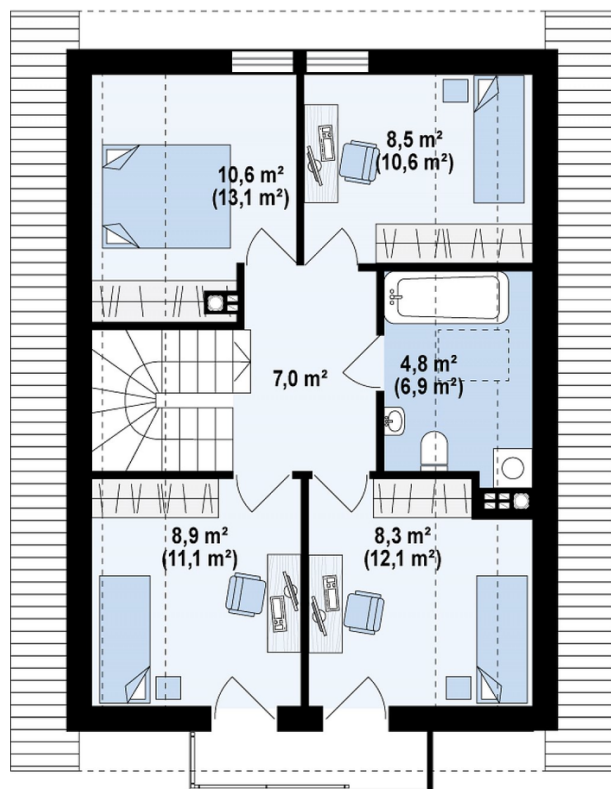 8,5 m²
(10,6 m²)
10,6 m²
(13,1 m²)
7,0 m²
4,8 m²
(6,9 m²)
8,9 m²
(11,1 m²)
8,3 m²
(12,1 m²)